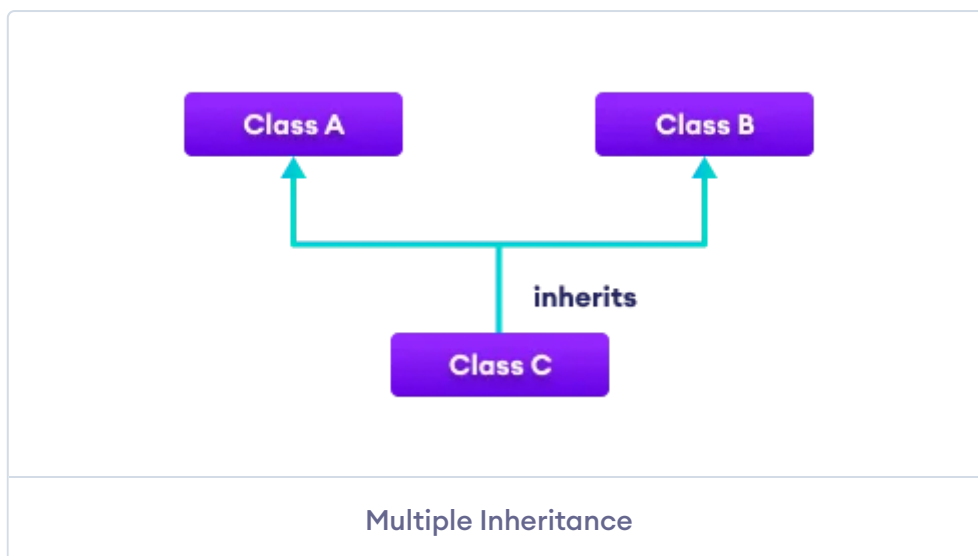 Class A
Class B
inherits
Class C
Multiple Inheritance